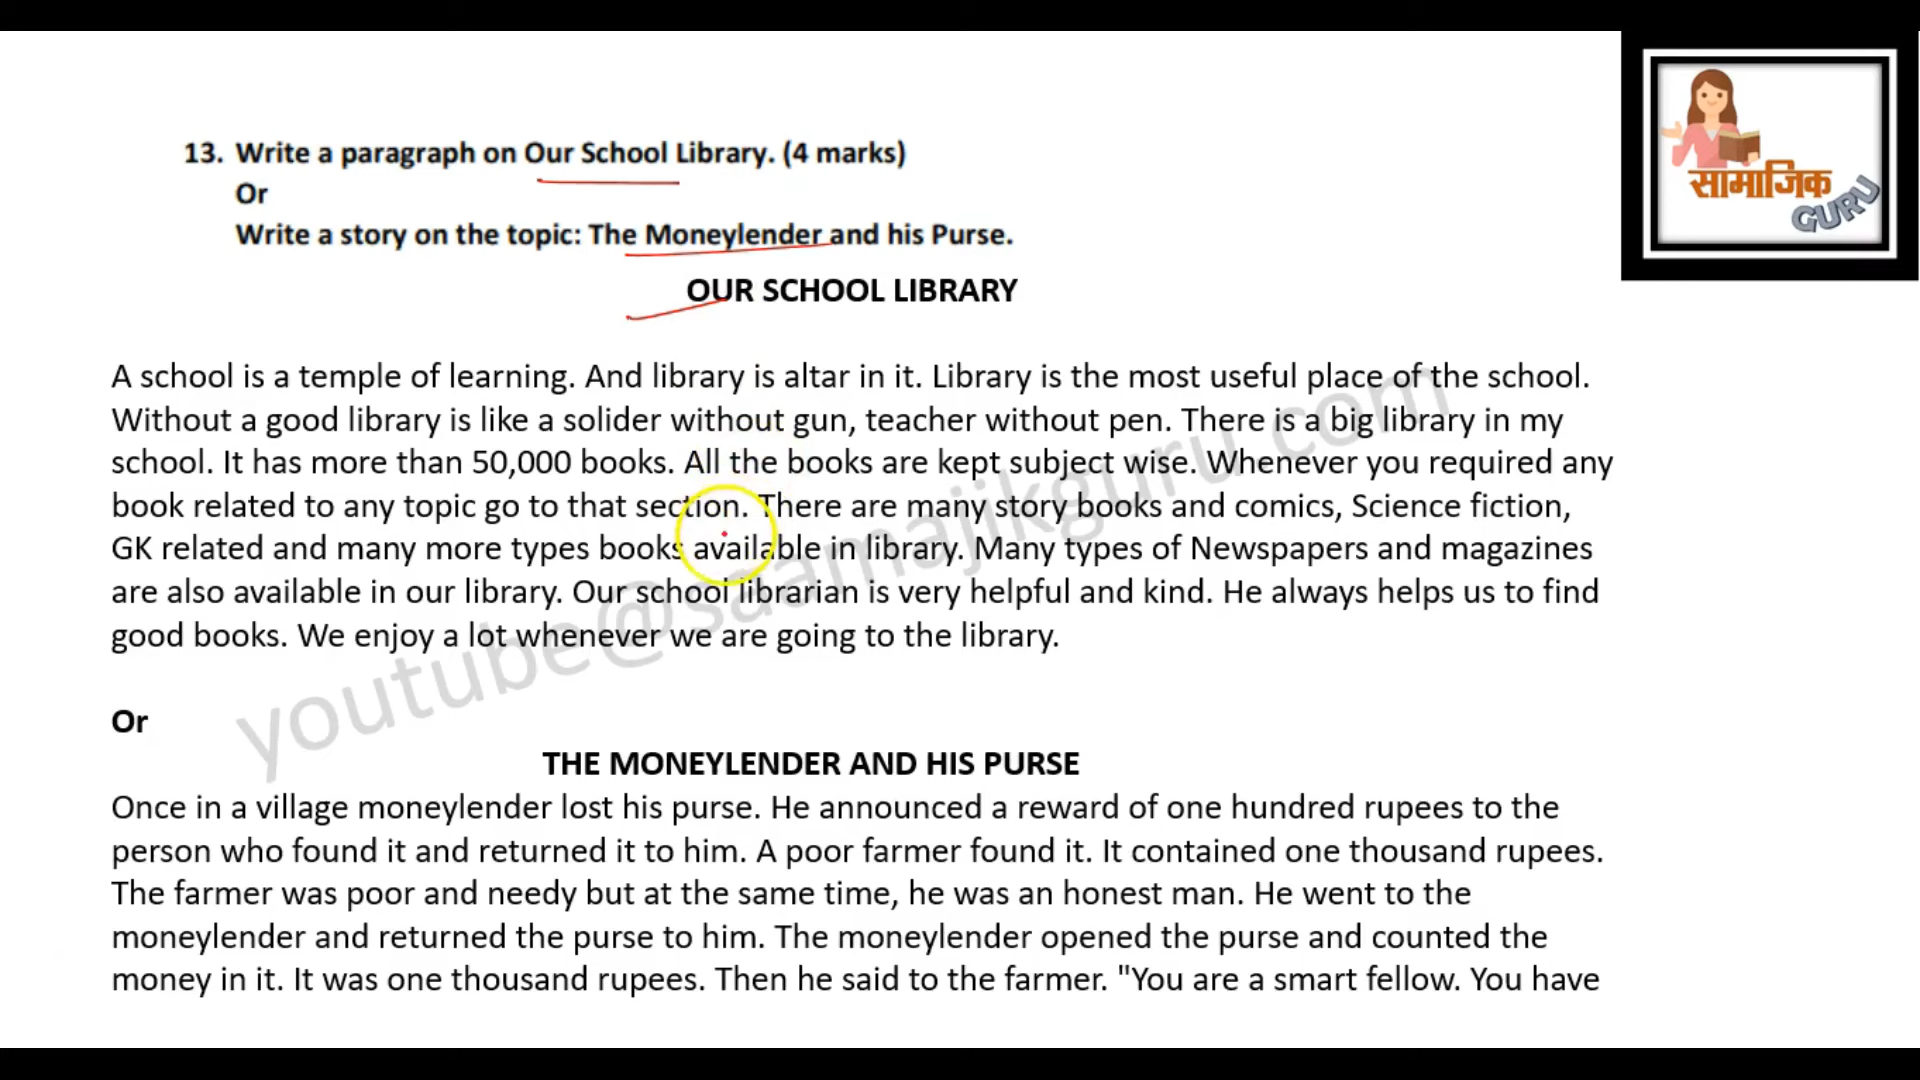 13. Write a paragraph on Our School Library. (4 marks)
Or
Write a story on the topic: The Moneylender and his Purse.
सामाजिक
GURU
OUR SCHOOL LIBRARY
A school is a temple of learning. And library is altar in it. Library is the most useful place of the school.
Without a good library is like a solider without gun, teacher without pen. There is a big library in my
school. It has more than 50,000 books. All the books are kept subject wise. Whenever you required any
book related to any topic go to that section. There are many story books and comics, Science fiction,
GK related and many more types books available in library. Many types of Newspapers and magazines
are also available in our library. Our school librarian is very helpful and kind. He always helps us to find
good books. We enjoy a lot whenever we are going to the library.
youtube@saamajikguru.com
Or
THE MONEYLENDER AND HIS PURSE
Once in a village moneylender lost his purse. He announced a reward of one hundred rupees to the
person who found it and returned it to him. A poor farmer found it. It contained one thousand rupees.
The farmer was poor and needy but at the same time, he was an honest man. He went to the
moneylender and returned the purse to him. The moneylender opened the purse and counted the
money in it. It was one thousand rupees. Then he said to the farmer. "You are a smart fellow. You have